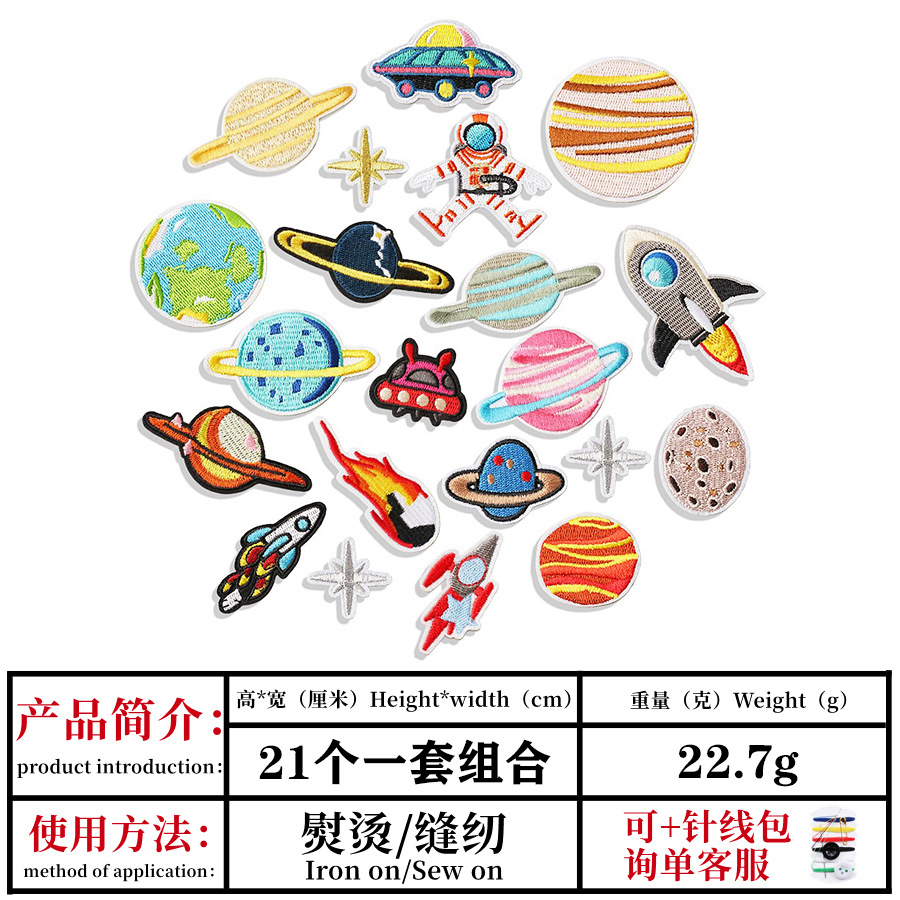 产品简介：
product introduction：
高*宽（厘米）Height*width（cm）
重量（克）Weight（g）
21个一套组合
22.7g
使用方法：
method of application：
熨烫/缝纫
Iron on/Sew on
可+针线包
询单客服